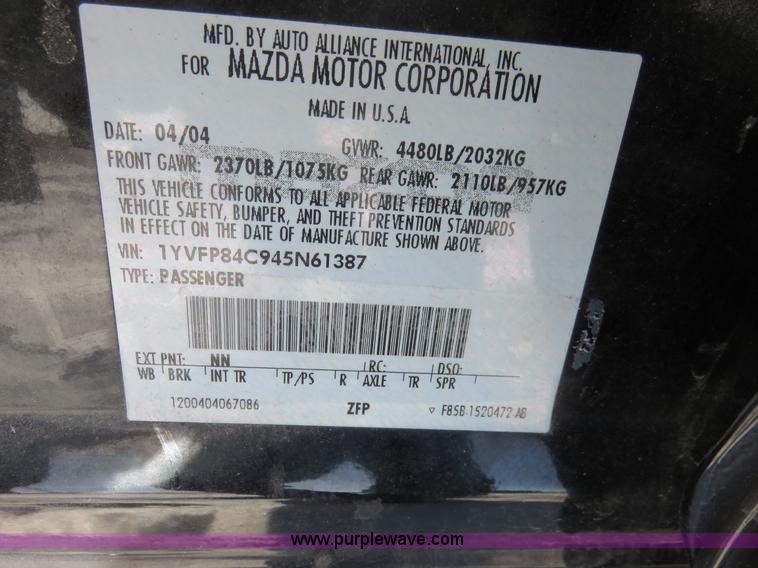 MFD. BY AUTO ALLIANCE INTERNATIONAL, INC.
FOR MAZDA MOTOR CORPORATION
MADE IN U.S.A.
DATE: 04/04 GVWR: 4480LB/2032KG
FRONT GAWR: 2370LB/1075KG REAR GAWR: 2110LB/957KG
THIS VEHICLE CONFORMS TO ALL APPLICABLE FEDERAL MOTOR
VEHICLE SAFETY, BUMPER, AND THEFT PREVENTION STANDARDS
IN EFFECT ON THE DATE OF MANUFACTURE SHOWN ABOVE.
VIN: 1YVFP84C945N61387
TYPE: PASSENGER
EXT PNT: NN RC: DSO:
WB BRK INT TR TP/PS R AXLE TR SPR
1200404067086 ZFP ▽ F85B-1520472-AB
www.purplewave.com